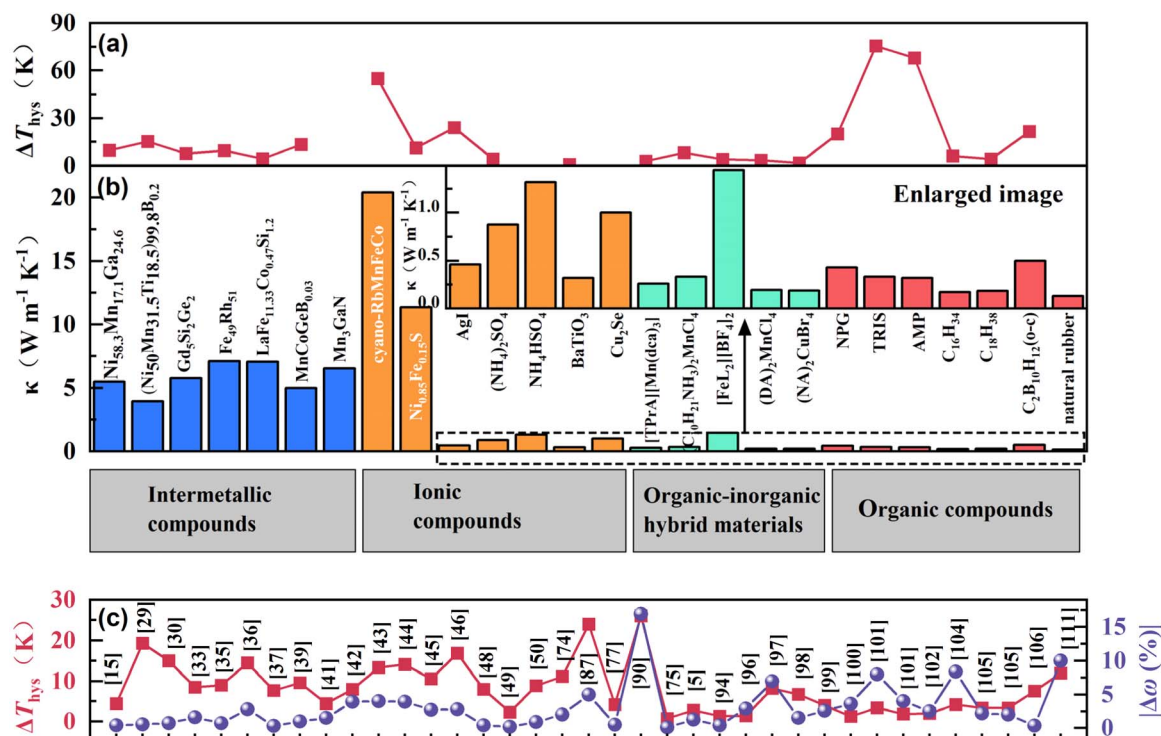 (a)
90
60
30
0
ΔT_hys (K)
(b)
20
15
10
5
0
κ (W m⁻¹ K⁻¹)
Ni58.3Mn17.1Ga24.6
(Ni50Mn31.5Ti18.5)99.8B0.2
Gd5Si2Ge2
Fe49Rh51
LaFe11.33Co0.47Si1.2
MnCoGeB0.03
Mn3GaN
cyano-RbMnFeCo
Ni0.85Fe0.15S
Enlarged image
κ (W m⁻¹ K⁻¹)
1.0
0.5
0.0
AgI
(NH4)2SO4
NH4HSO4
BaTiO3
Cu2Se
[TPrA][Mn(dca)3]
(C10H21NH3)2MnCl4
[FeL2][BF4]2
(DA)2MnCl4
(NA)2CuBr4
NPG
TRIS
AMP
C16H34
C18H38
C2B10H12(o-c)
natural rubber
Intermetallic
compounds
Ionic
compounds
Organic-inorganic
hybrid materials
Organic compounds
(c)
30
20
10
0
ΔT_hys (K)
[15]
[29]
[30]
[33]
[35]
[36]
[37]
[39]
[41]
[42]
[43]
[44]
[45]
[46]
[48]
[49]
[50]
[74]
[87]
[77]
[90]
[75]
[5]
[94]
[96]
[97]
[98]
[99]
[100]
[101]
[101]
[102]
[104]
[105]
[105]
[106]
[111]
15
10
5
0
|Δω (%)|